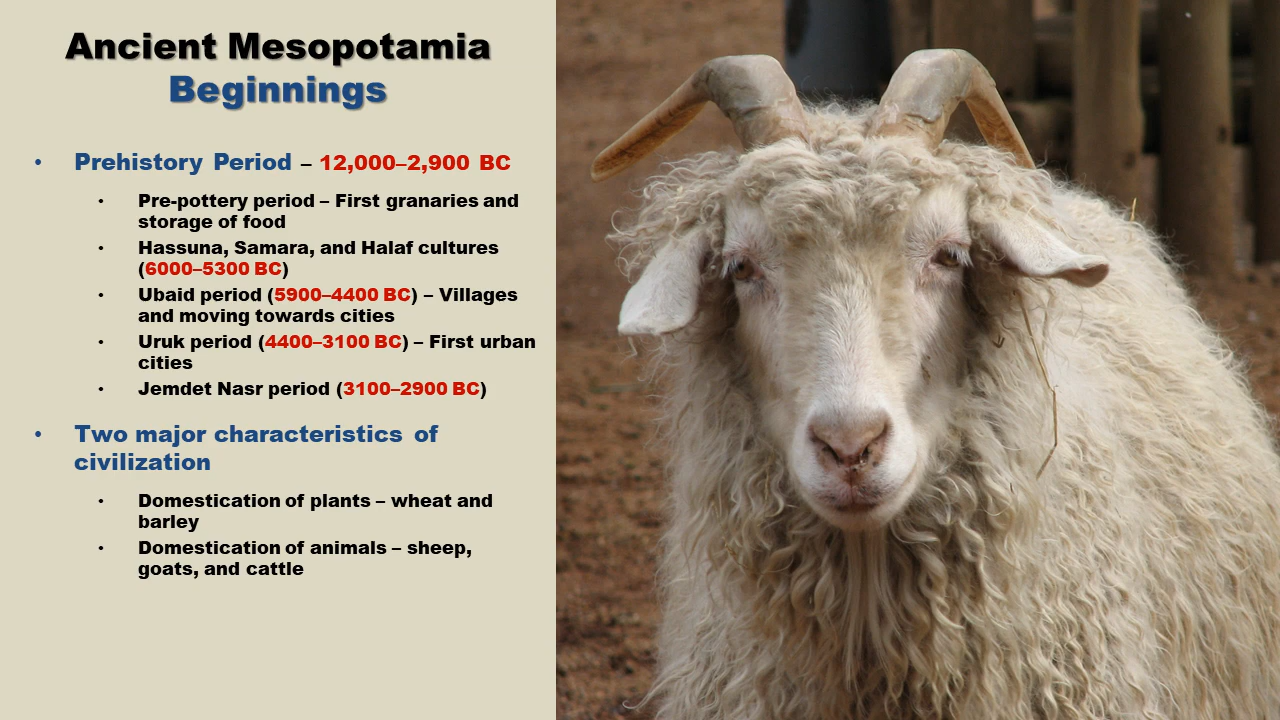 Ancient Mesopotamia
Beginnings
• Prehistory Period – 12,000–2,900 BC
• Pre-pottery period – First granaries and
storage of food
• Hassuna, Samara, and Halaf cultures
(6000–5300 BC)
• Ubaid period (5900–4400 BC) – Villages
and moving towards cities
• Uruk period (4400–3100 BC) – First urban
cities
• Jemdet Nasr period (3100–2900 BC)
• Two major characteristics of
civilization
• Domestication of plants – wheat and
barley
• Domestication of animals – sheep,
goats, and cattle